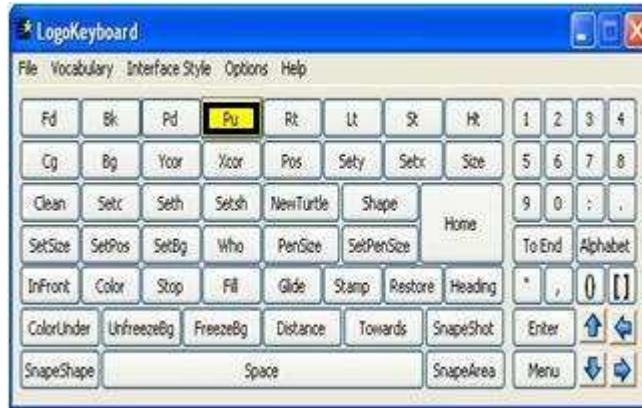 LogoKeyboard
File Vocabulary Interface Style Options Help
Fd Bk Pd Pu Rt Lt St Ht 1 2 3 4
Cg Bg Ycor Xcor Pos Sety Setx Size 5 6 7 8
Clean Setc Seth Setsh NewTurtle Shape Home 9 0 : .
SetSize SetPos SetBg Who PenSize SetPenSize To End Alphabet
InFront Color Stop Fill Glide Stamp Restore Heading " , () []
ColorUnder UnfreezeBg FreezeBg Distance Towards SnapeShot Enter
SnapeShape Space SnapeArea Menu